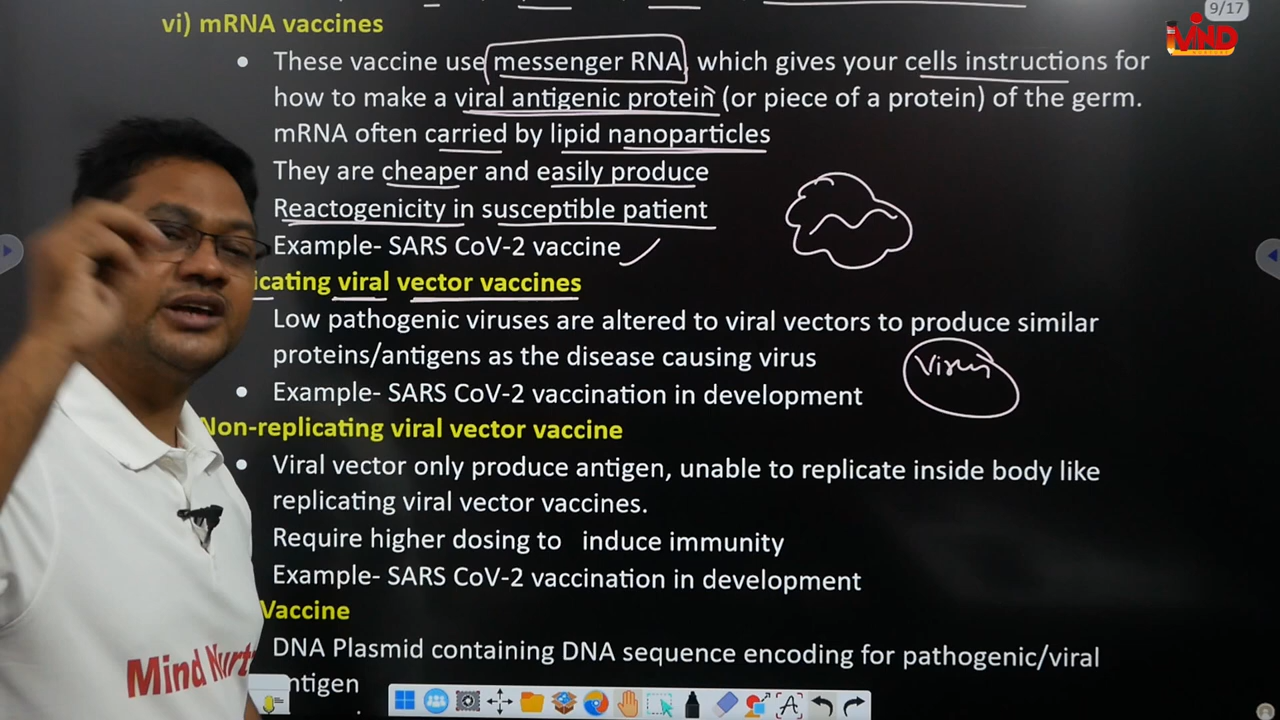 9/17
MIND
vi) mRNA vaccines
These vaccine use messenger RNA, which gives your cells instructions for
how to make a viral antigenic protein (or piece of a protein) of the germ.
mRNA often carried by lipid nanoparticles
They are cheaper and easily produce
Reactogenicity in susceptible patient
Example- SARS CoV-2 vaccine
icating viral vector vaccines
Low pathogenic viruses are altered to viral vectors to produce similar
proteins/antigens as the disease causing virus
Virus
• Example- SARS CoV-2 vaccination in development
Non-replicating viral vector vaccine
• Viral vector only produce antigen, unable to replicate inside body like
replicating viral vector vaccines.
Require higher dosing to induce immunity
Example- SARS CoV-2 vaccination in development
Vaccine
DNA Plasmid containing DNA sequence encoding for pathogenic/viral
ntigen
Mind Nurt